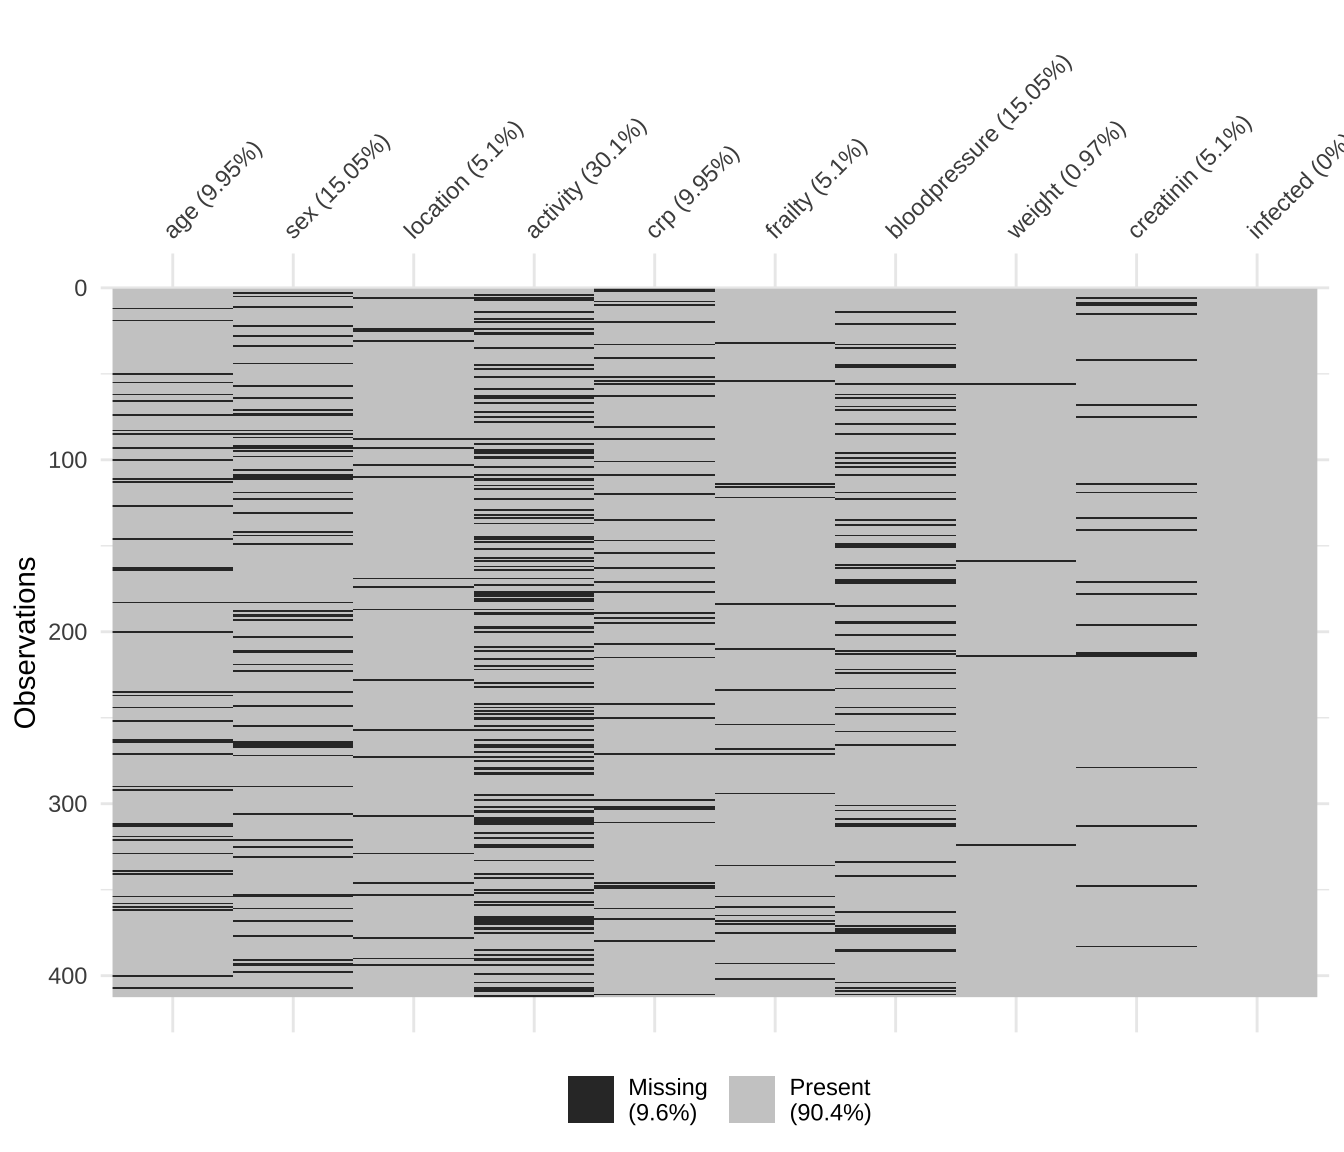 age (9.95%)
sex (15.05%)
location (5.1%)
activity (30.1%)
crp (9.95%)
frailty (5.1%)
bloodpressure (15.05%)
weight (0.97%)
creatinin (5.1%)
infected (0%
0
100
200
300
400
Observations
Missing
(9.6%)
Present
(90.4%)